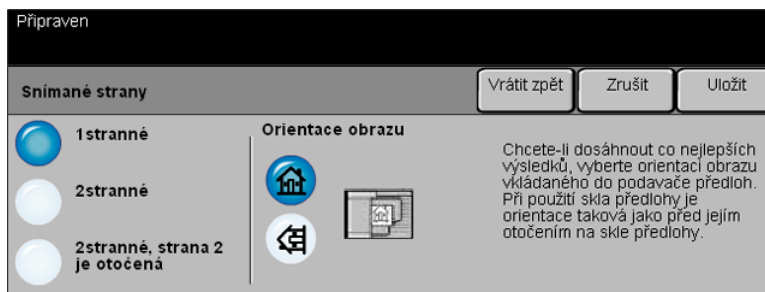 Připraven
Snímané strany
Vrátit zpět
Zrušit
Uložit
1stranné
2stranné
2stranné, strana 2
je otočená
Orientace obrazu
Chcete-li dosáhnout co nejlepších
výsledků, vyberte orientaci obrazu
vkládaného do podavače předloh.
Při použití skla předlohy je
orientace taková jako před jejím
otočením na skle předlohy.